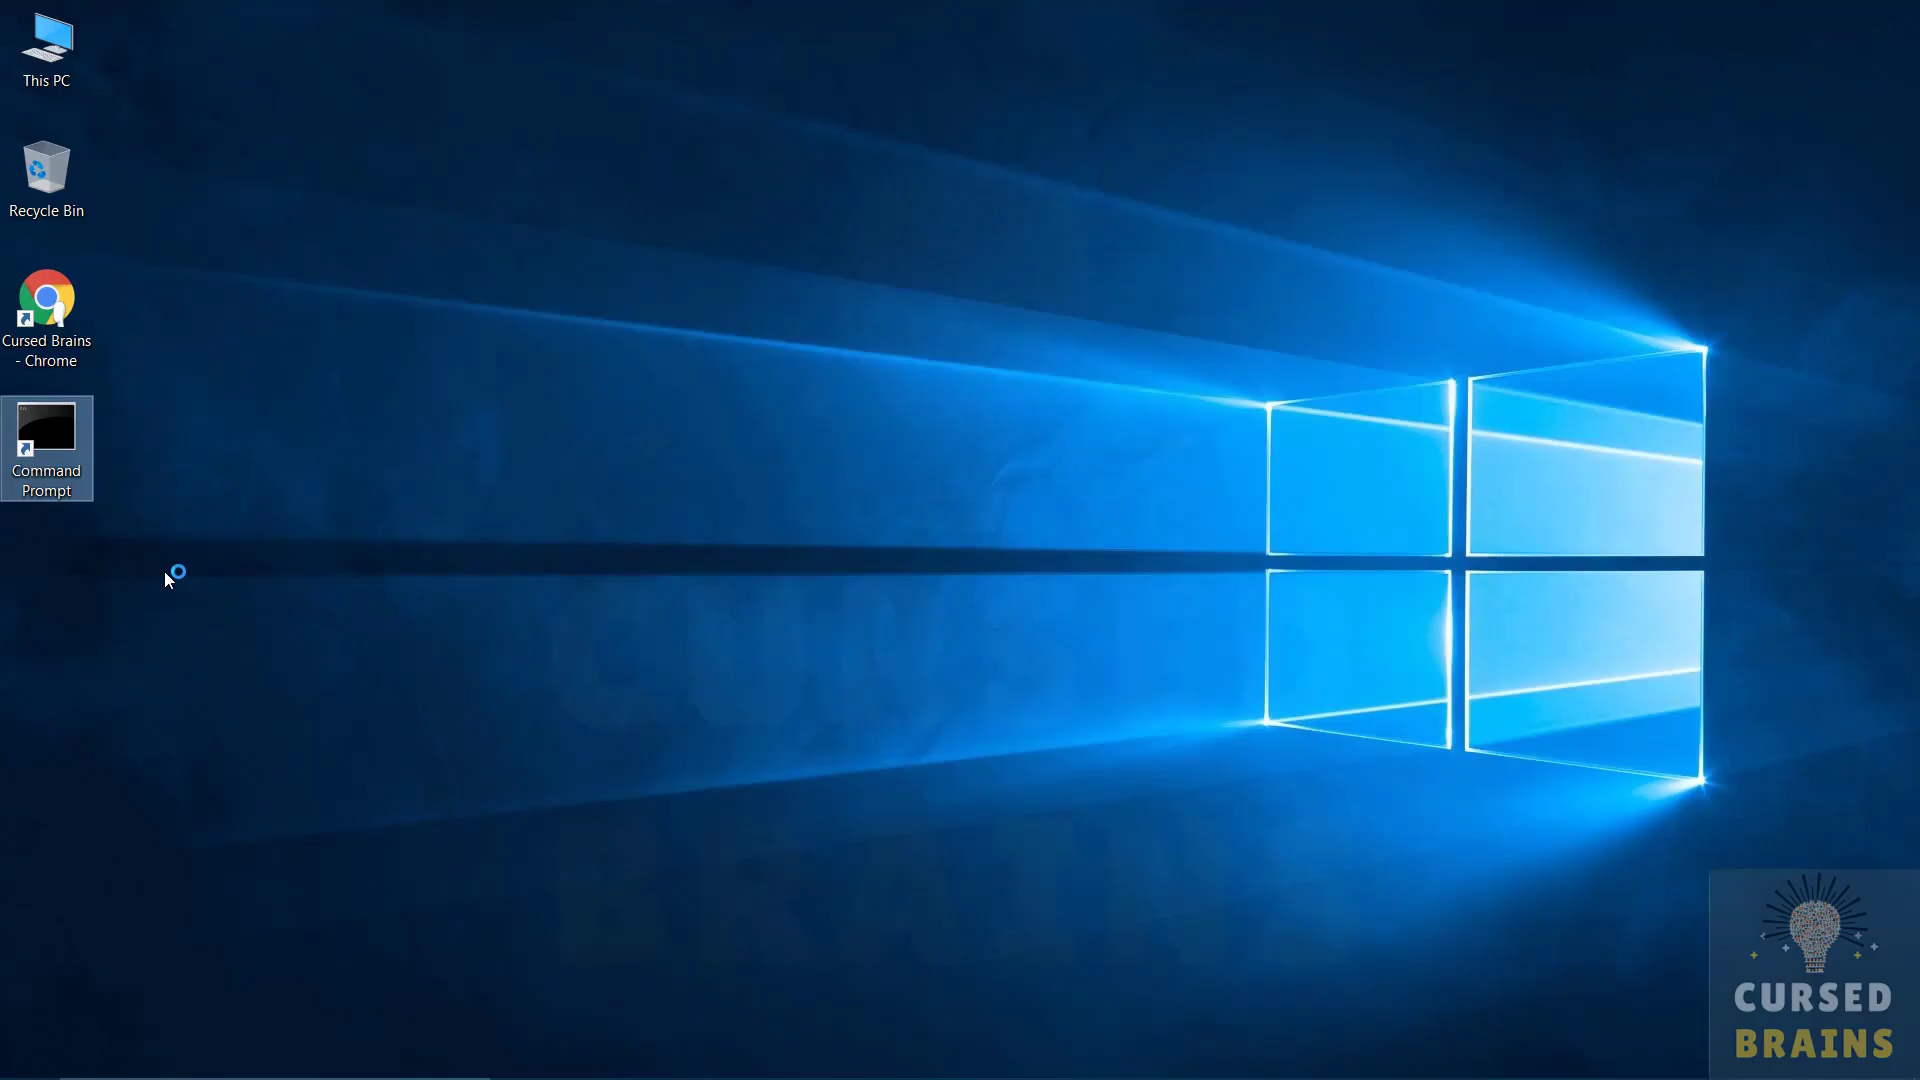 This PC
Recycle Bin
Cursed Brains
- Chrome
Command
Prompt
CURSED
BRAINS